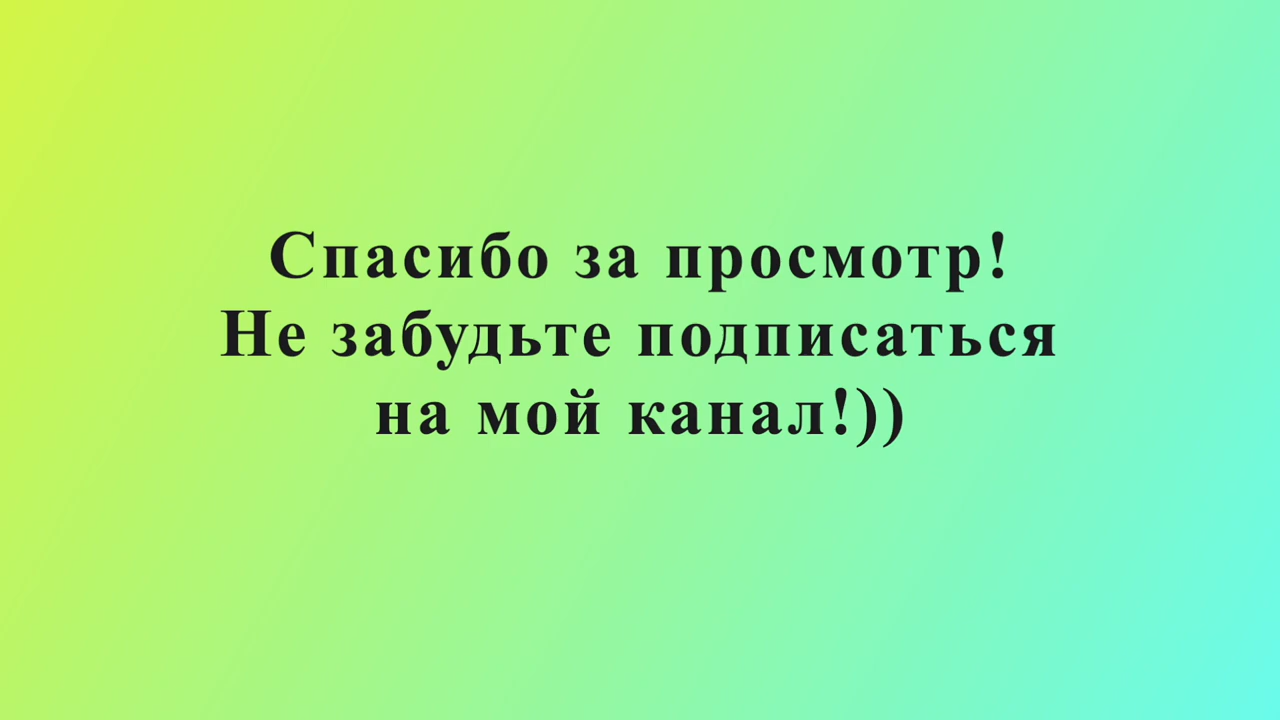 Спасибо за просмотр!
Не забудьте подписаться
на мой канал!))